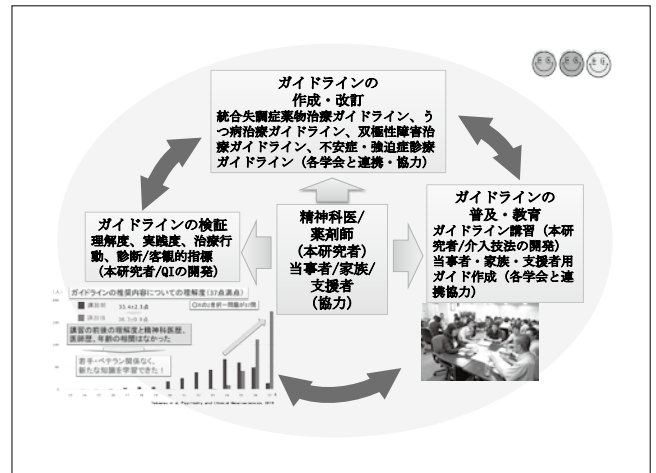 ガイドラインの
作成・改訂
統合失調症薬物治療ガイドライン、う
つ病治療ガイドライン、双極性障害治
療ガイドライン、不安症・強迫症診療
ガイドライン（各学会と連携・協力）
ガイドラインの検証
理解度、実践度、治療行
動、診断/客観的指標
（本研究者/QIの開発）
精神科医/
薬剤師
（本研究者）
当事者/家族/
支援者
（協力）
ガイドラインの
普及・教育
ガイドライン講習（本研
究者/介入技法の開発）
当事者・家族・支援者用
ガイド作成（各学会と連
携協力）
ガイドラインの推奨内容についての理解度（37点満点）
講習前
講習後
講習の前後の理解度と精神科医歴、
医師歴、年齢の相関はなかった
若手・ベテラン関係なく、
新たな知識を学習できた！